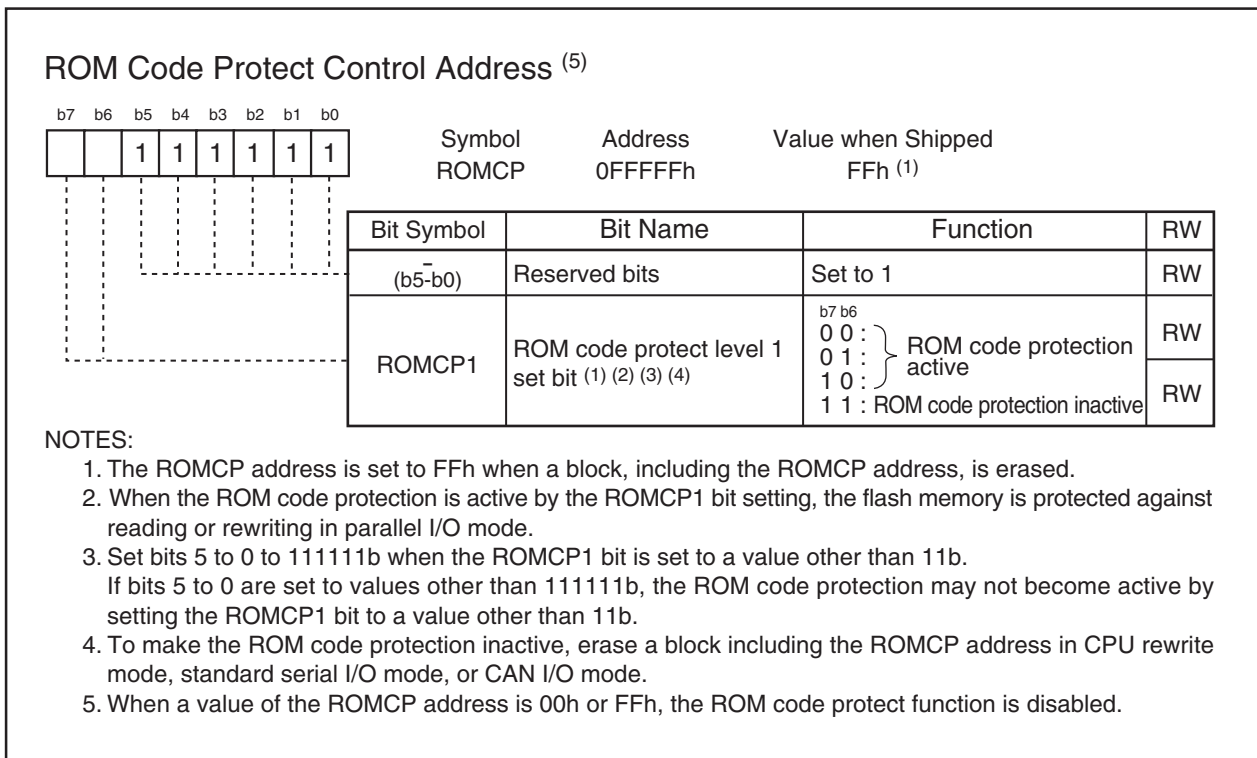 ROM Code Protect Control Address (5)
b7 b6 b5 b4 b3 b2 b1 b0
1 1 1 1 1 1
Symbol Address Value when Shipped
ROMCP 0FFFFFh FFh (1)
Bit Symbol Bit Name Function RW
–
(b5-b0) Reserved bits Set to 1 RW
ROMCP1
ROM code protect level 1
set bit (1) (2) (3) (4)
b7 b6
0 0 :
0 1 :
1 0 :
ROM code protection
active
1 1 : ROM code protection inactive
RW
RW
NOTES:
1. The ROMCP address is set to FFh when a block, including the ROMCP address, is erased.
2. When the ROM code protection is active by the ROMCP1 bit setting, the flash memory is protected against
reading or rewriting in parallel I/O mode.
3. Set bits 5 to 0 to 111111b when the ROMCP1 bit is set to a value other than 11b.
If bits 5 to 0 are set to values other than 111111b, the ROM code protection may not become active by
setting the ROMCP1 bit to a value other than 11b.
4. To make the ROM code protection inactive, erase a block including the ROMCP address in CPU rewrite
mode, standard serial I/O mode, or CAN I/O mode.
5. When a value of the ROMCP address is 00h or FFh, the ROM code protect function is disabled.